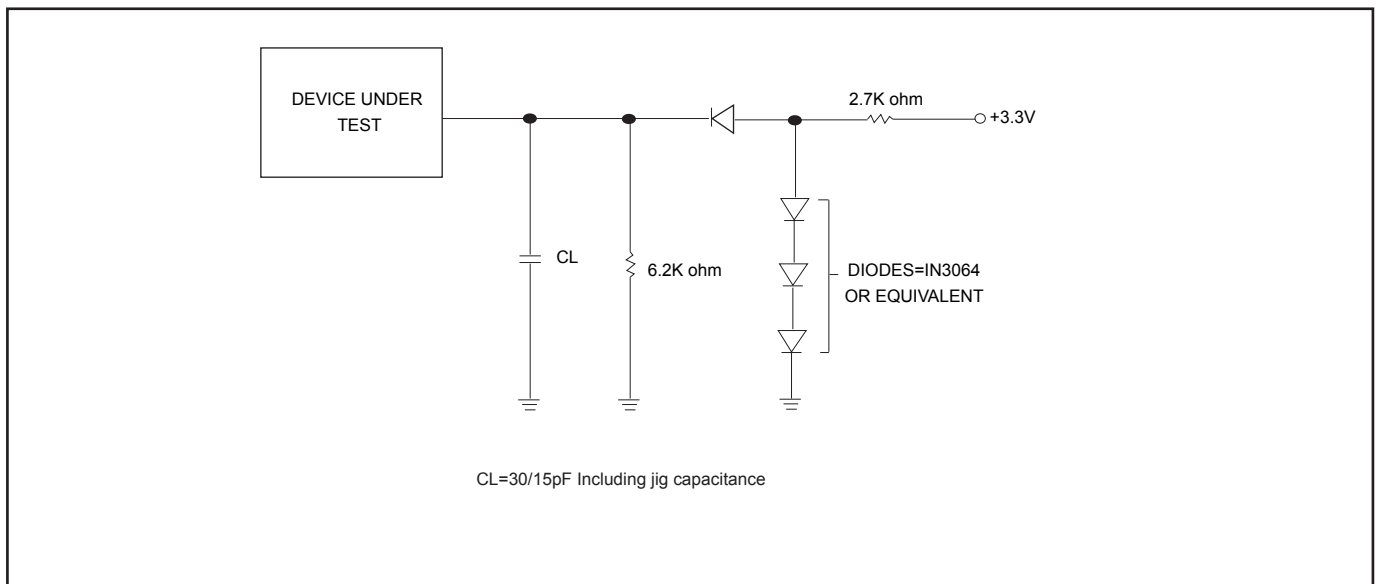 DEVICE UNDER
TEST
2.7K ohm
+3.3V
CL
6.2K ohm
DIODES=IN3064
OR EQUIVALENT
CL=30/15pF Including jig capacitance